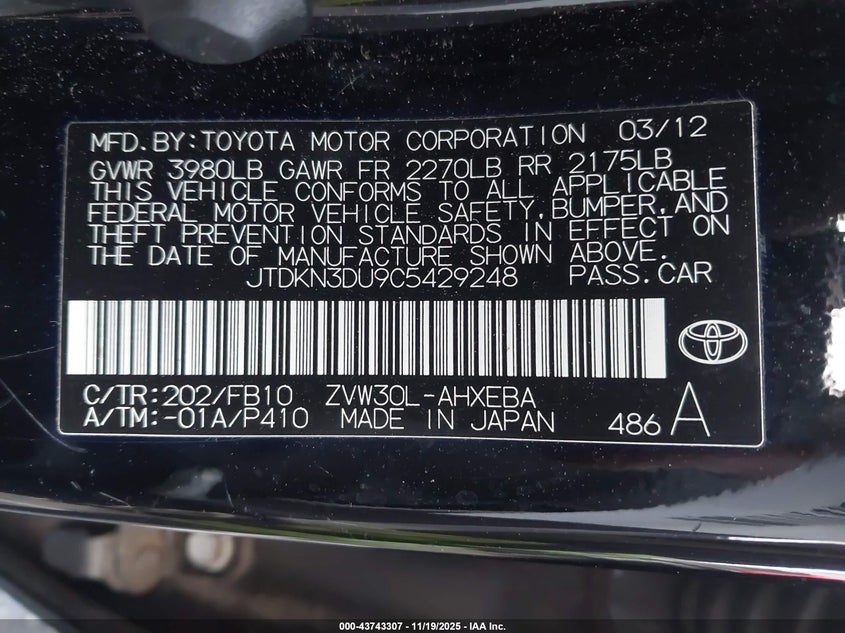 MFD.BY:TOYOTA MOTOR CORPORATION 03/12
GVWR 3980LB GAWR FR 2270LB RR 2175LB
THIS VEHICLE CONFORMS TO ALL APPLICABLE
FEDERAL MOTOR VEHICLE SAFETY,BUMPER,AND
THEFT PREVENTION STANDARDS IN EFFECT ON
THE DATE OF MANUFACTURE SHOWN ABOVE.
JTDKN3DU9C5429248 PASS.CAR
C/TR:202/FB10 ZVW30L-AHXEBA
A/TM:-01A/P410 MADE IN JAPAN 486 A
000-43743307 - 11/19/2025 - IAA Inc.